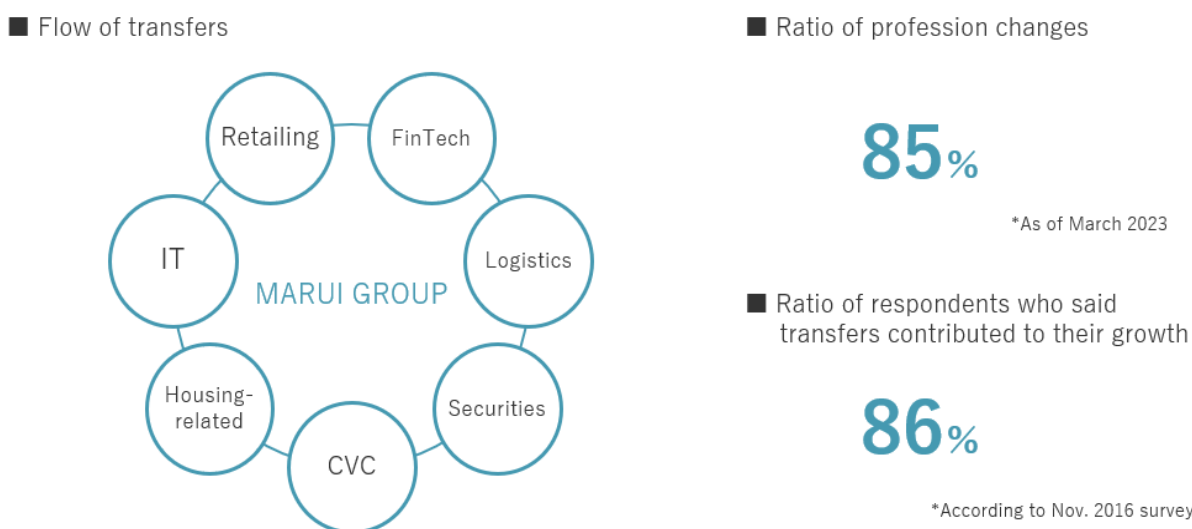 ■ Flow of transfers
Retailing
FinTech
IT
Logistics
MARUI GROUP
Housing-
related
Securities
CVC
■ Ratio of profession changes
85%
*As of March 2023
■ Ratio of respondents who said
transfers contributed to their growth
86%
*According to Nov. 2016 survey